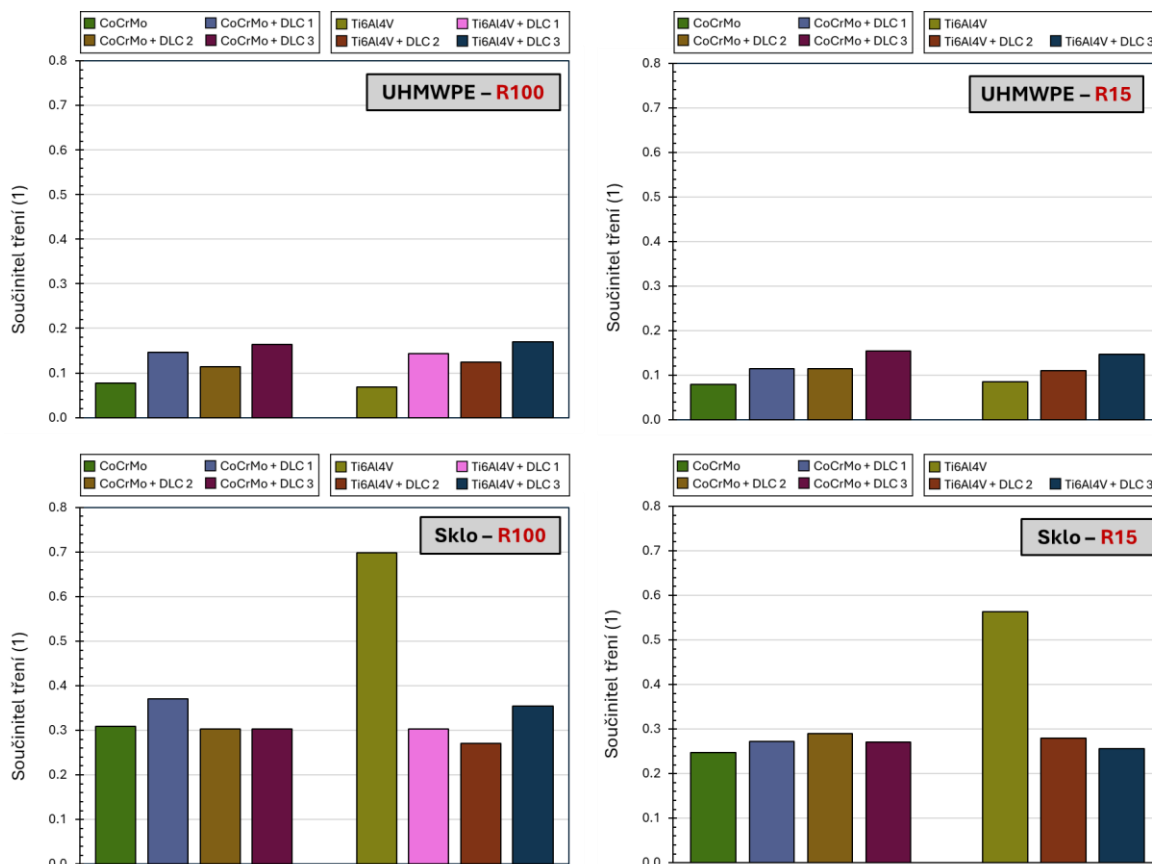 CoCrMo CoCrMo + DLC 1 Ti6Al4V Ti6Al4V + DLC 1
CoCrMo + DLC 2 CoCrMo + DLC 3 Ti6Al4V + DLC 2 Ti6Al4V + DLC 3
UHMWPE – R100
Součinitel tření (1)
0.8
0.7
0.6
0.5
0.4
0.3
0.2
0.1
0.0
CoCrMo CoCrMo + DLC 1 Ti6Al4V
CoCrMo + DLC 2 CoCrMo + DLC 3 Ti6Al4V + DLC 2 Ti6Al4V + DLC 3
UHMWPE – R15
Součinitel tření (1)
0.8
0.7
0.6
0.5
0.4
0.3
0.2
0.1
0.0
CoCrMo CoCrMo + DLC 1 Ti6Al4V Ti6Al4V + DLC 1
CoCrMo + DLC 2 CoCrMo + DLC 3 Ti6Al4V + DLC 2 Ti6Al4V + DLC 3
Sklo – R100
Součinitel tření (1)
0.8
0.7
0.6
0.5
0.4
0.3
0.2
0.1
0.0
CoCrMo CoCrMo + DLC 1 Ti6Al4V
CoCrMo + DLC 2 CoCrMo + DLC 3 Ti6Al4V + DLC 2 Ti6Al4V + DLC 3
Sklo – R15
Součinitel tření (1)
0.8
0.7
0.6
0.5
0.4
0.3
0.2
0.1
0.0